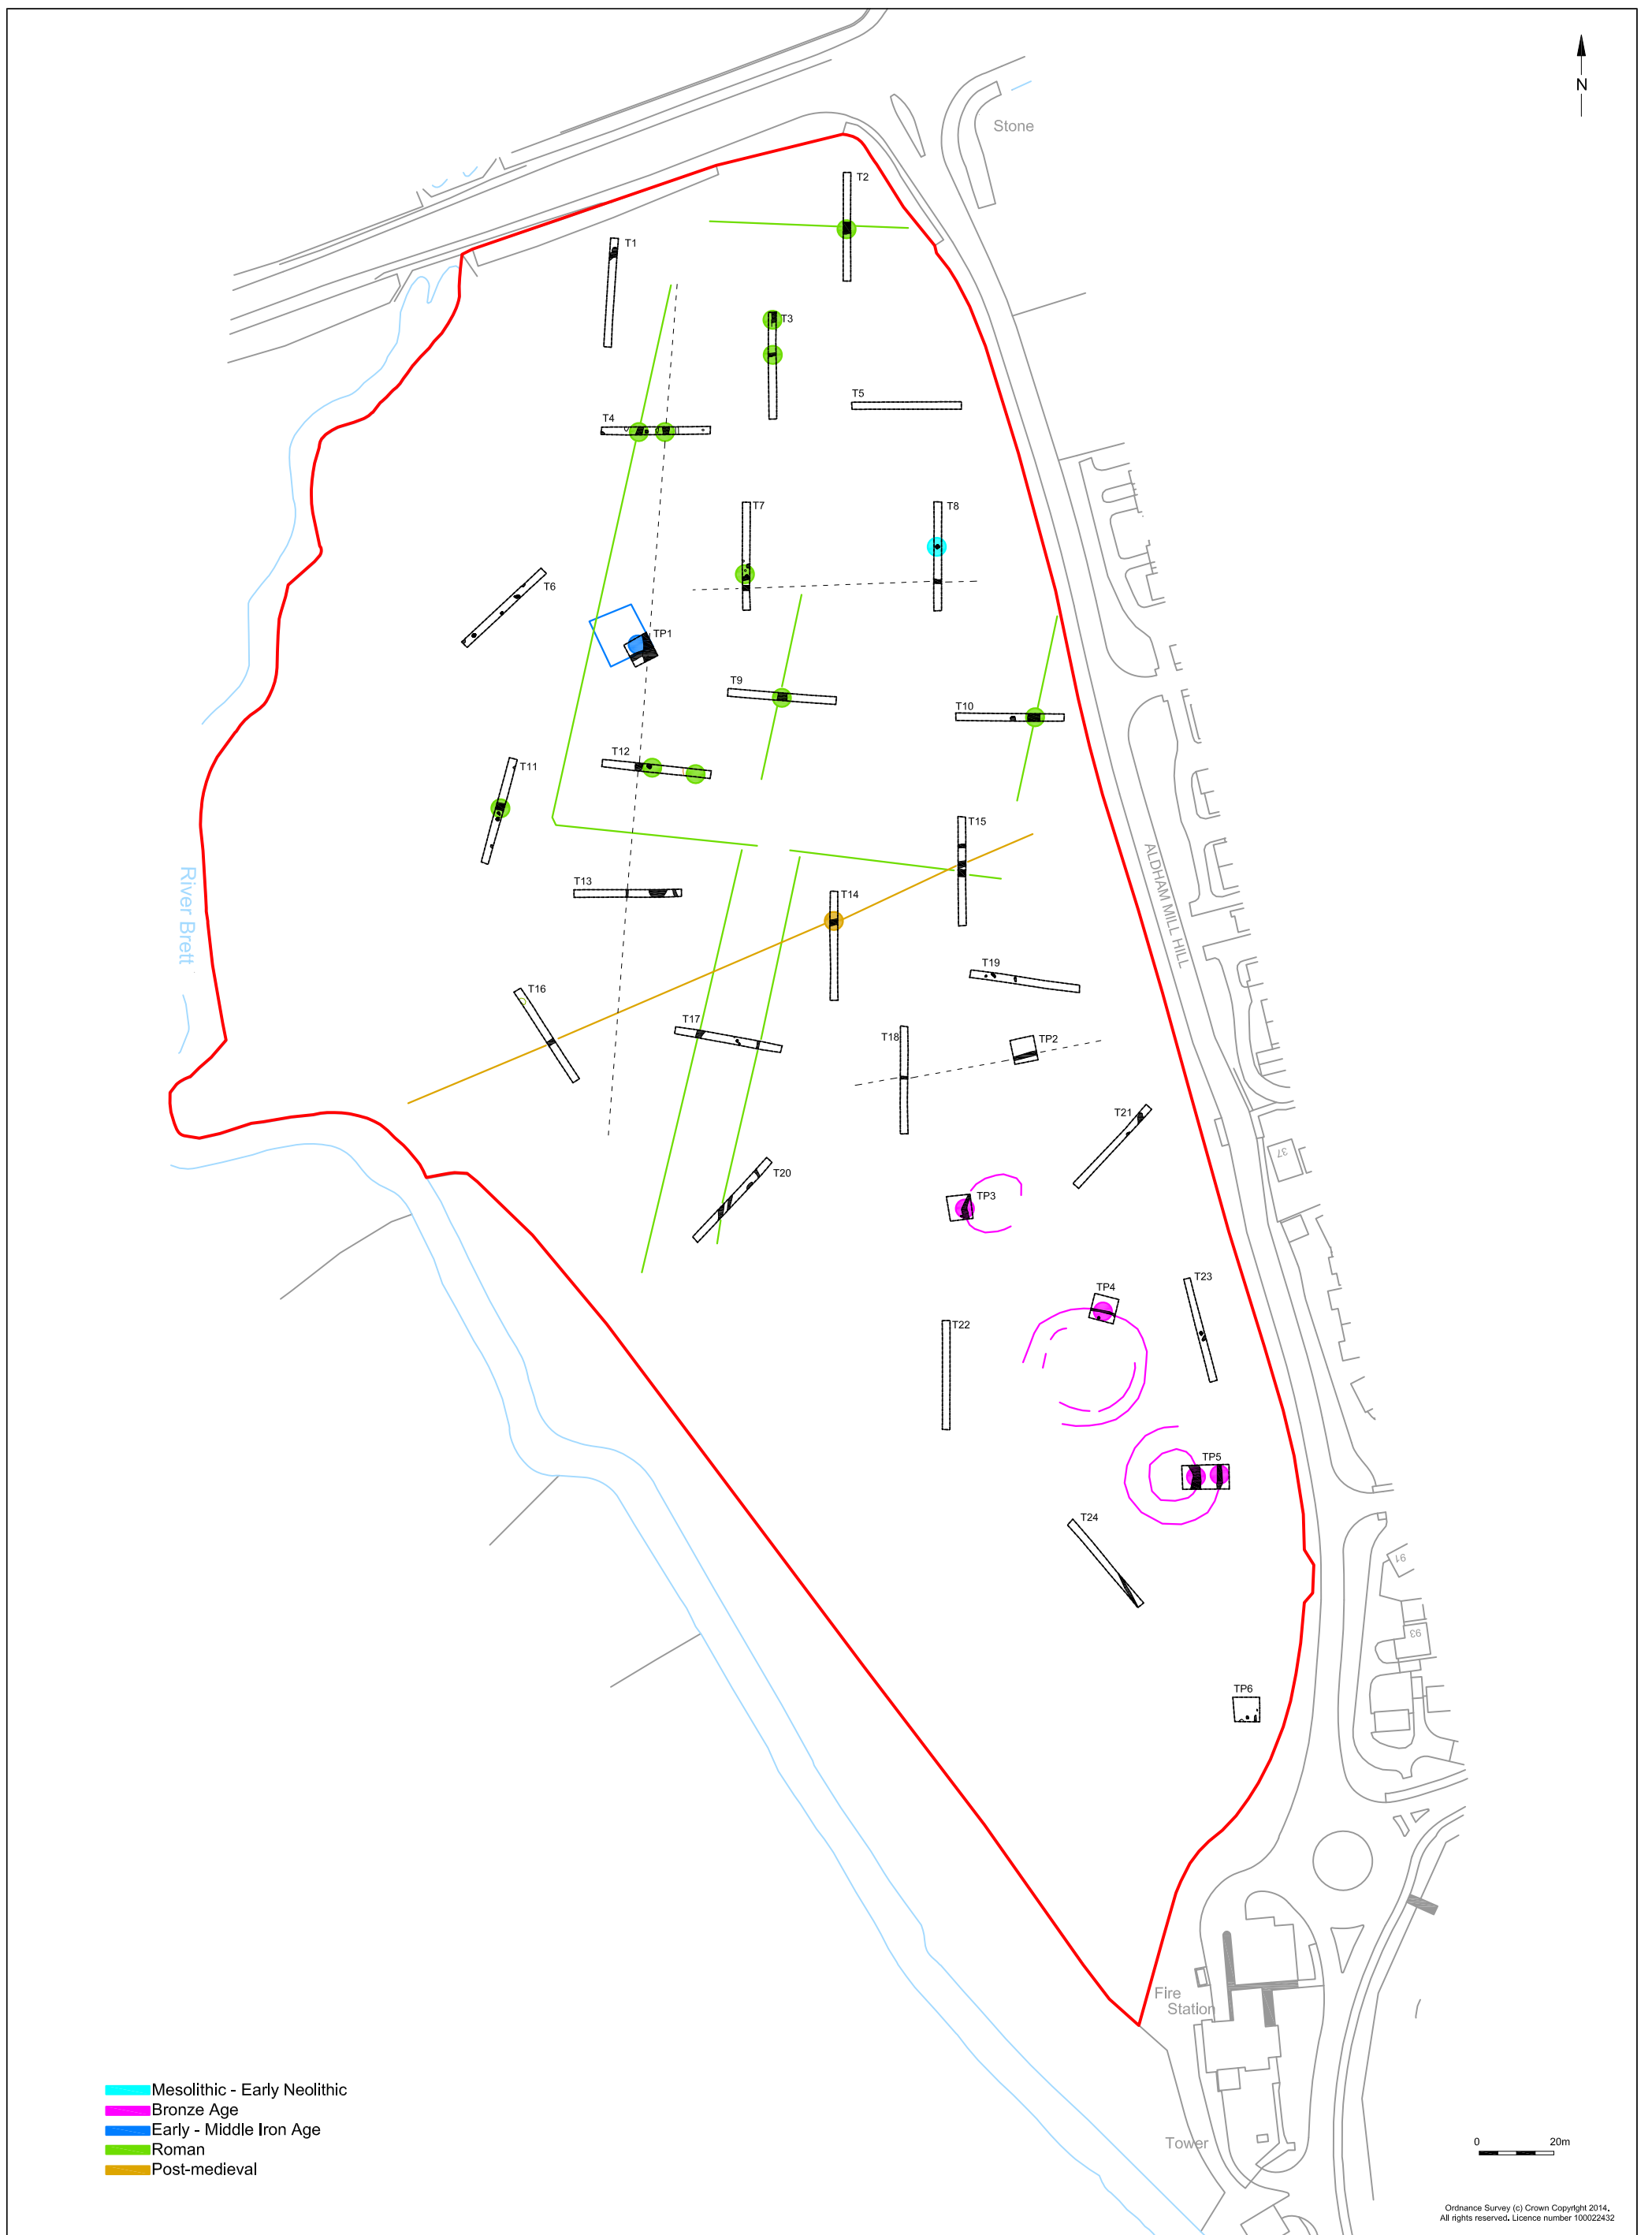 N
Stone
T2
T1
T3
T5
T4
T7
T8
T6
TP1
T9
T10
T12
T11
T15
ALDHAM MILL HILL
River Brett
T13
T14
T19
T16
T17
T18
TP2
T21
37
T20
TP3
TP4
T23
T22
TP5
T24
91
93
TP6
Fire
Station
Tower
Mesolithic - Early Neolithic
Bronze Age
Early - Middle Iron Age
Roman
Post-medieval
0 20m
Ordnance Survey (c) Crown Copyright 2014.
All rights reserved. Licence number 100022432